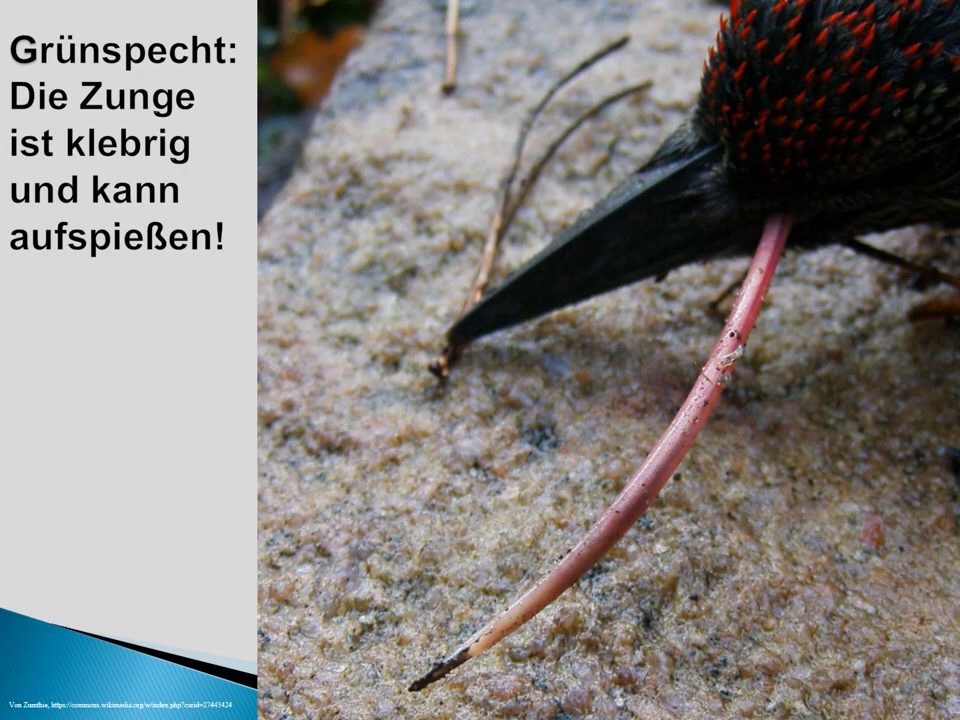 Grünspecht:
Die Zunge
ist klebrig
und kann
aufspießen!
Von Zumthie, https://commons.wikimedia.org/w/index.php?curid=27443424